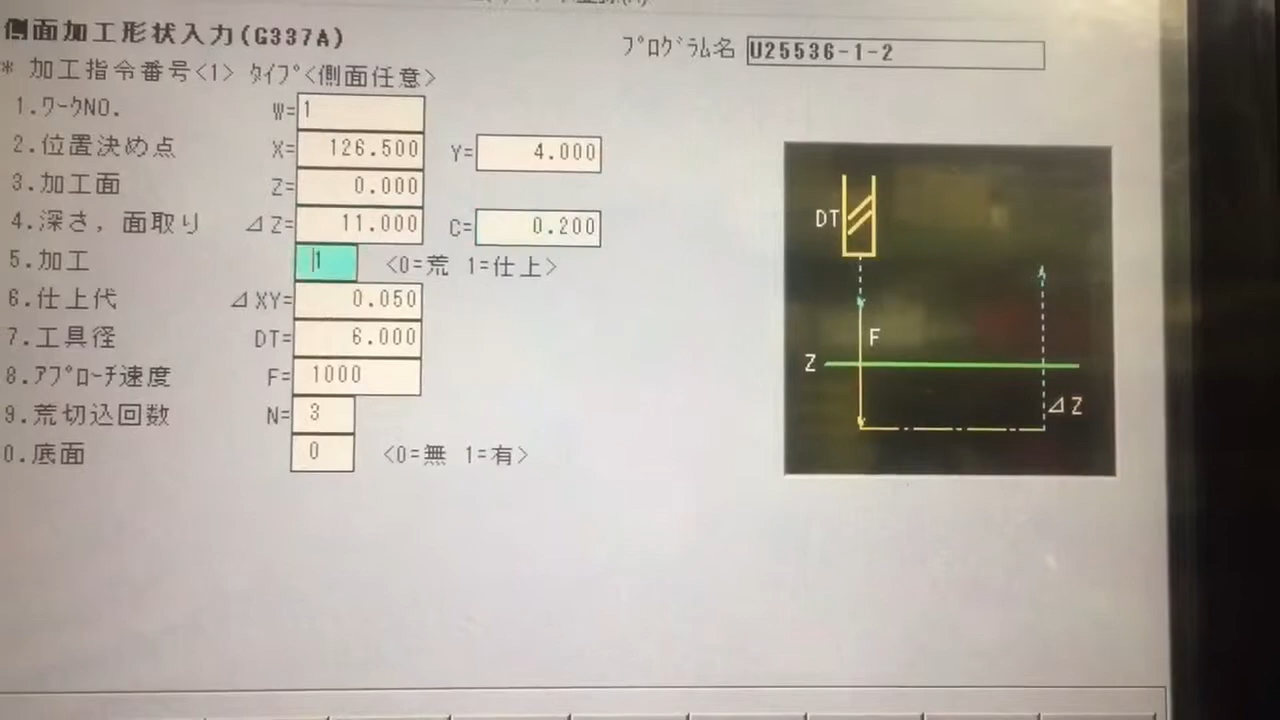 側面加工形状入力(G337A)
プログラム名 U25536-1-2
* 加工指令番号<1> タイプ<側面任意>
1.ワークNO. W=1
2.位置決め点 X= 126.500 Y= 4.000
3.加工面 Z= 0.000
4.深さ, 面取り ⊿Z= 11.000 C= 0.200
5.加工 1 <0=荒 1=仕上>
6.仕上代 ⊿XY= 0.050
7.工具径 DT= 6.000
8.アプローチ速度 F= 1000
9.荒切込回数 N= 3
0.底面 0 <0=無 1=有>
DT
F
Z
⊿Z